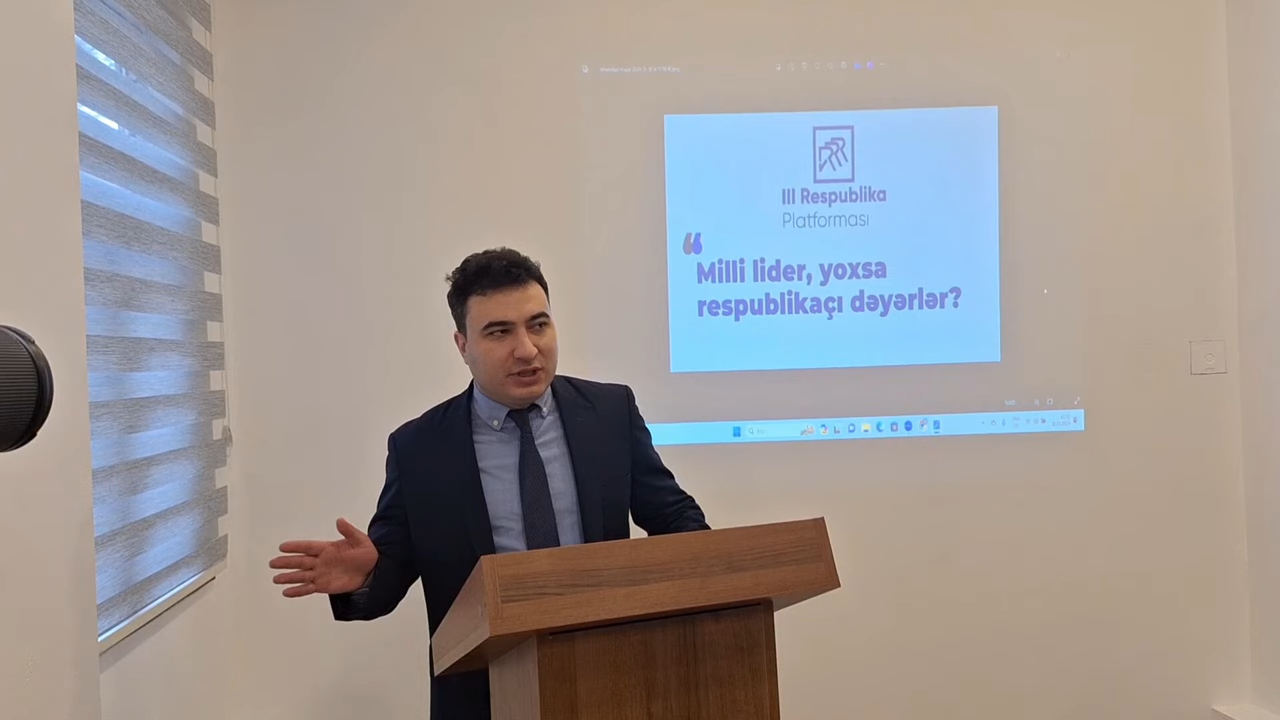 III Respublika
Platforması
“Milli lider, yoxsa
respublikaçı dəyərlər?